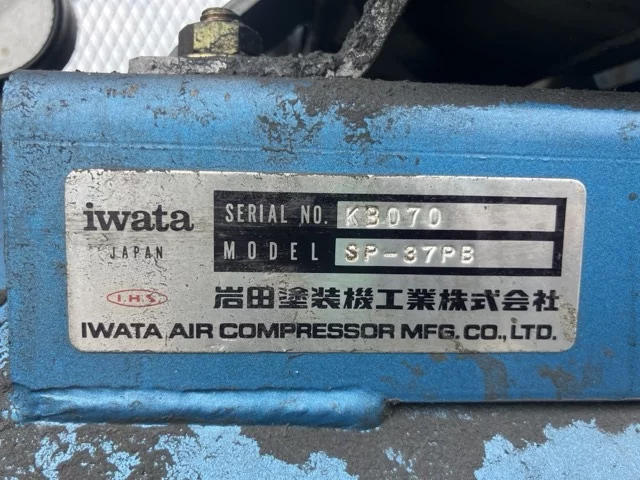 iwata
JAPAN
SERIAL NO. KB070
MODEL SP-37PB
I.H.S
岩田塗装機工業株式会社
IWATA AIR COMPRESSOR MFG. CO., LTD.